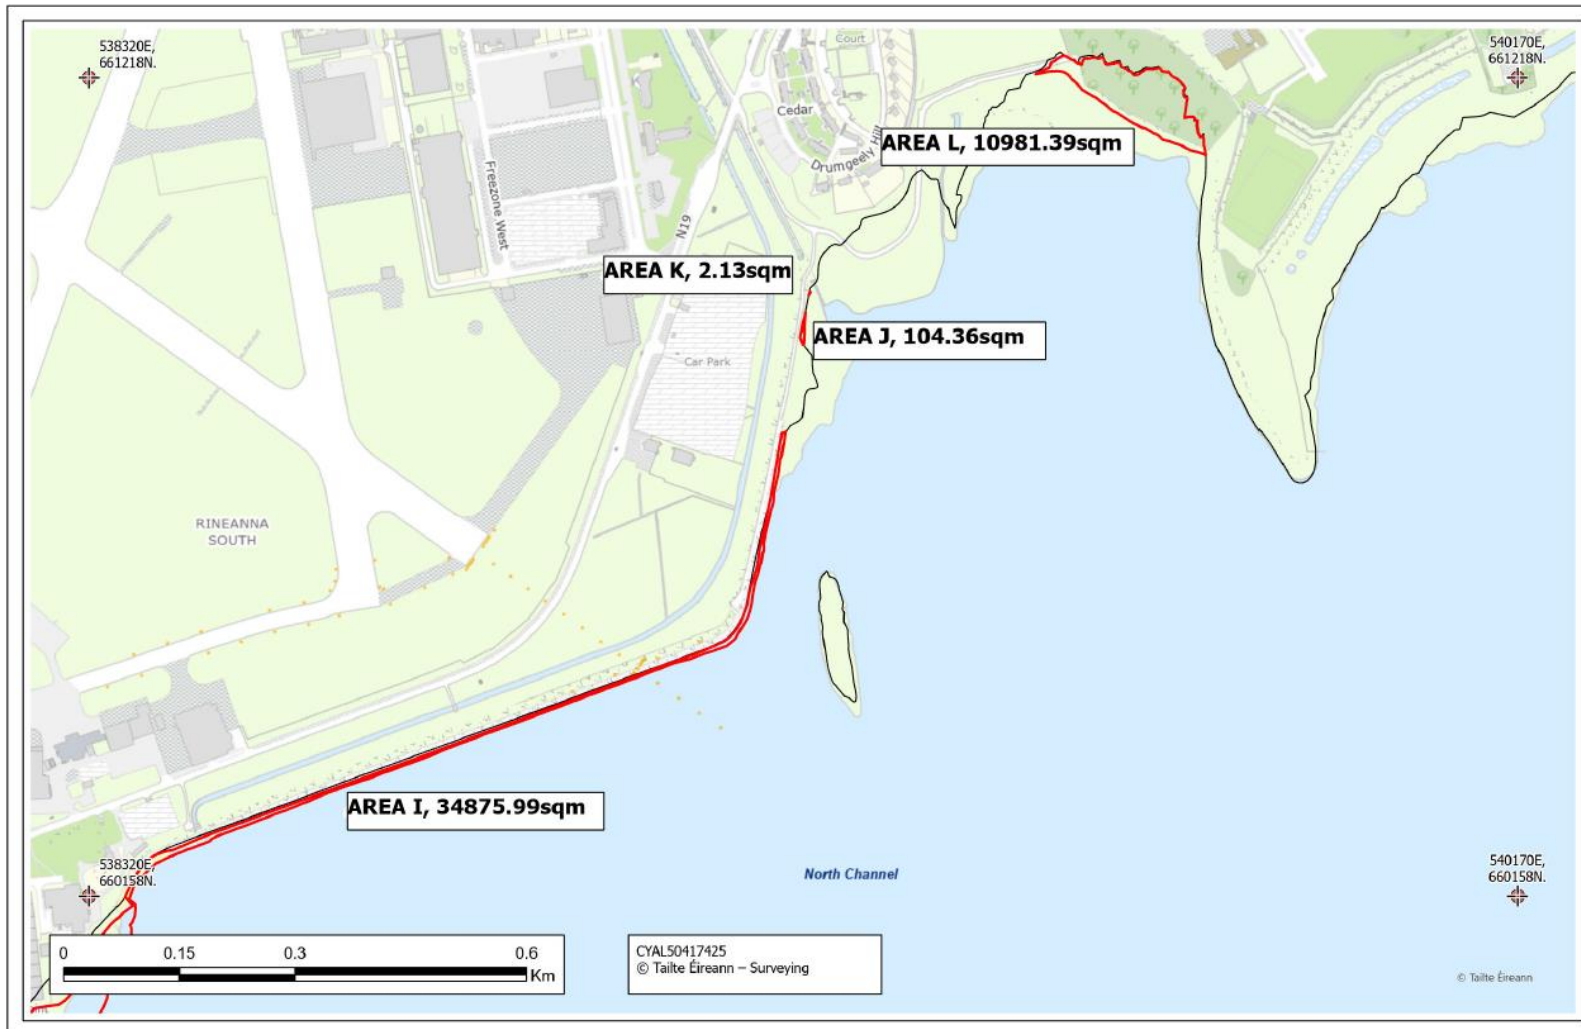 538320E,
661218N.
540170E,
661218N.
Court
Cedar
Drumgeely Hill
AREA L, 10981.39sqm
Freezone West
N19
AREA K, 2.13sqm
AREA J, 104.36sqm
Car Park
RINEANNA
SOUTH
AREA I, 34875.99sqm
538320E,
660158N.
North Channel
540170E,
660158N.
0 0.15 0.3 0.6
Km
CYAL50417425
© Tailte Éireann – Surveying
© Tailte Éireann